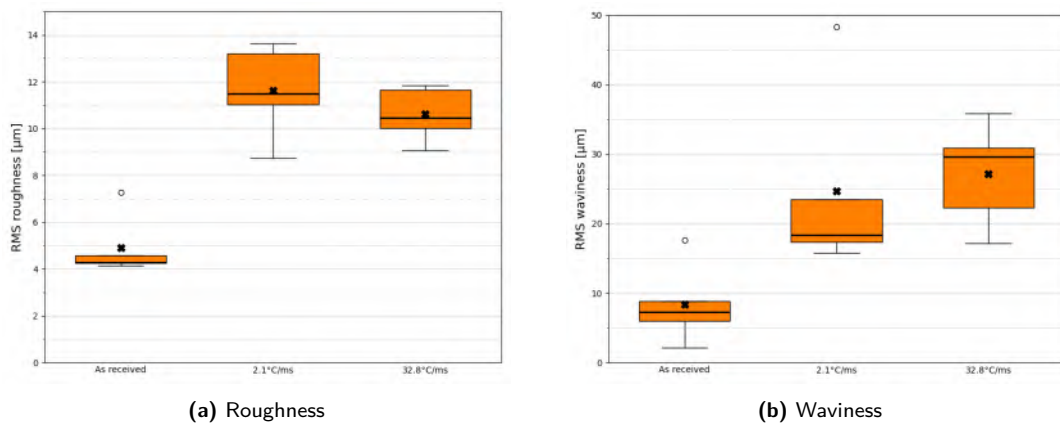 RMS roughness [μm]
14
12
10
8
6
4
2
0
As received 2.1°C/ms 32.8°C/ms
(a) Roughness
RMS waviness [μm]
50
40
30
20
10
0
As received 2.1°C/ms 32.8°C/ms
(b) Waviness